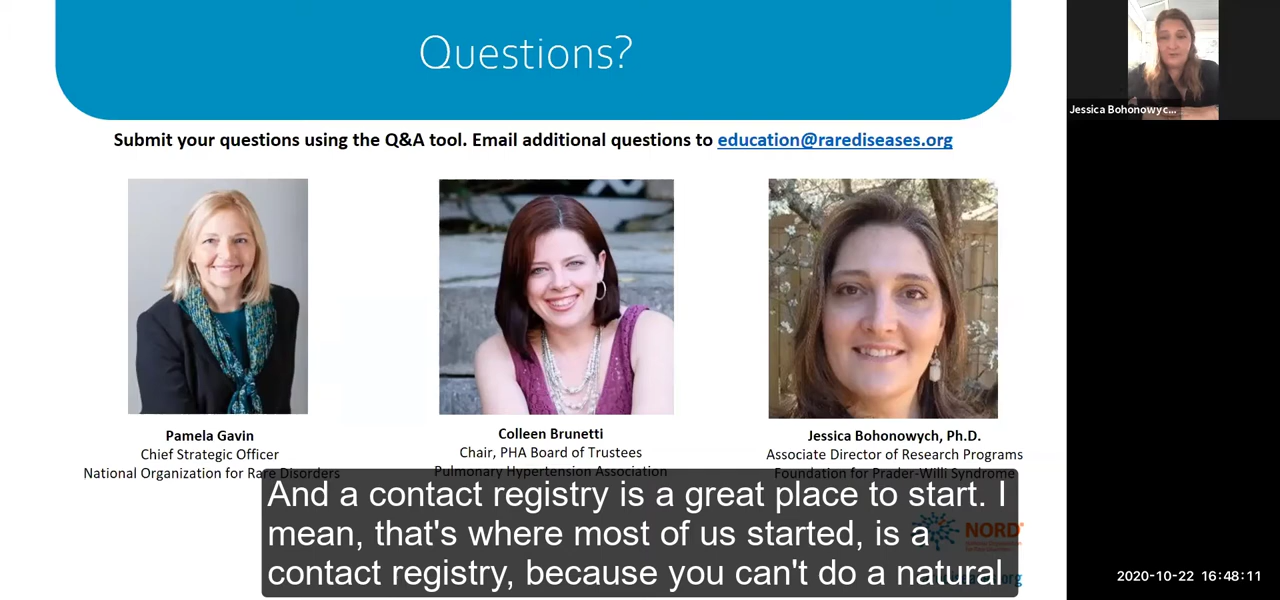 Questions?
Jessica Bohonowyc...
Submit your questions using the Q&A tool. Email additional questions to education@rarediseases.org
Pamela Gavin
Chief Strategic Officer
National Organization for Rare Disorders
Colleen Brunetti
Chair, PHA Board of Trustees
Pulmonary Hypertension Association
Jessica Bohonowych, Ph.D.
Associate Director of Research Programs
Foundation for Prader-Willi Syndrome
And a contact registry is a great place to start. I
mean, that's where most of us started, is a
contact registry, because you can't do a natural
NORD
2020-10-22 16:48:11